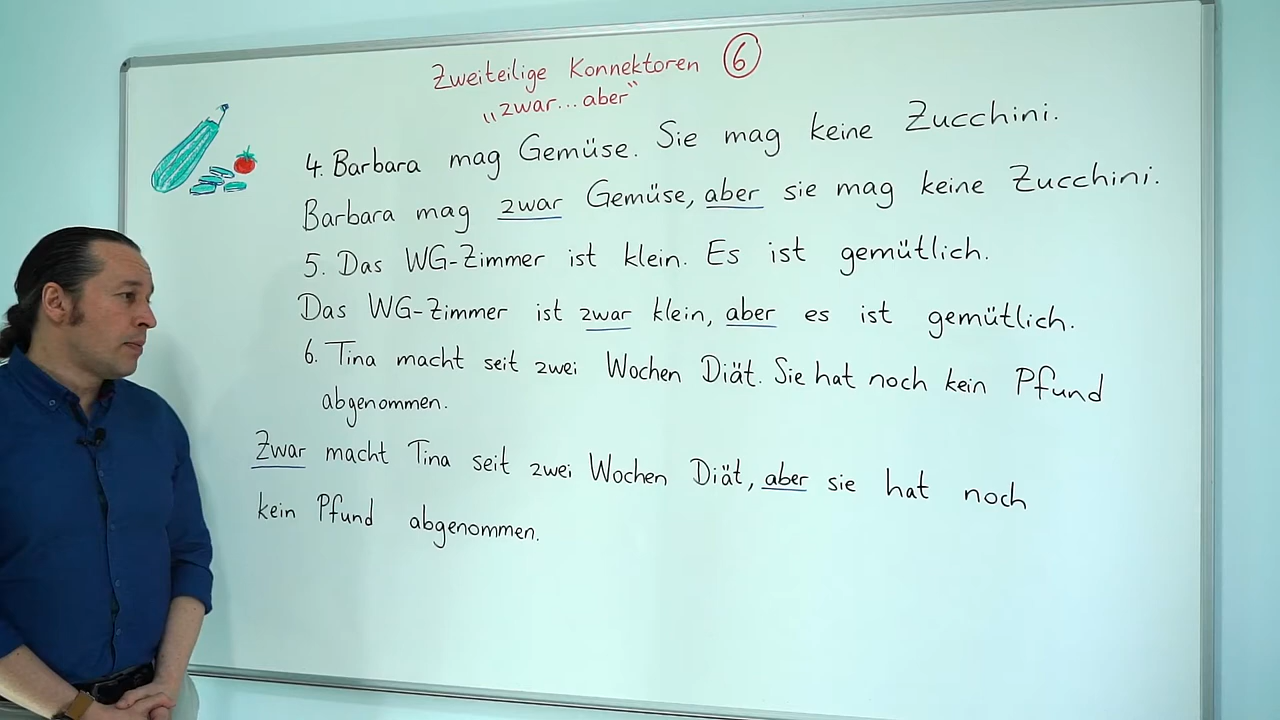 Zweiteilige Konnektoren 6
"zwar...aber"
4. Barbara mag Gemüse. Sie mag keine Zucchini.
Barbara mag zwar Gemüse, aber sie mag keine Zucchini.
5. Das WG-Zimmer ist klein. Es ist gemütlich.
Das WG-Zimmer ist zwar klein, aber es ist gemütlich.
6. Tina macht seit zwei Wochen Diät. Sie hat noch kein Pfund
abgenommen.
Zwar macht Tina seit zwei Wochen Diät, aber sie hat noch
kein Pfund abgenommen.